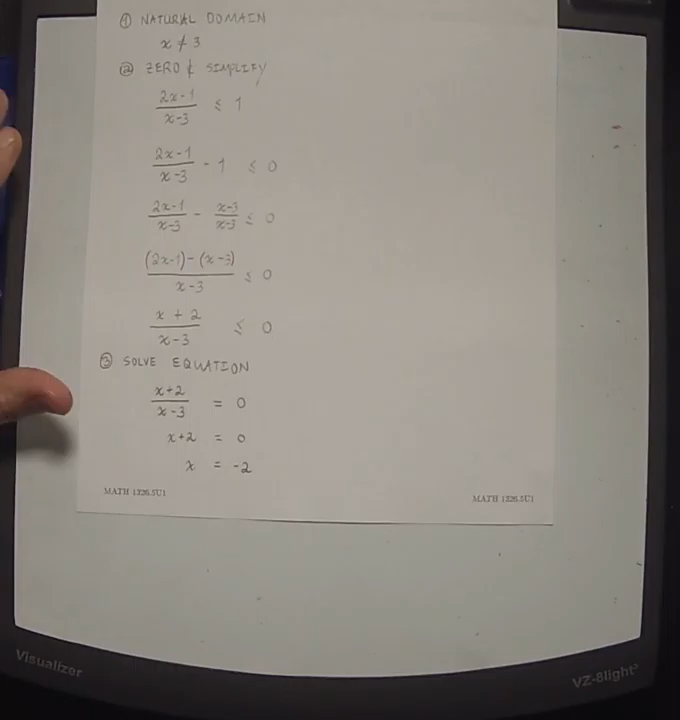 ① NATURAL DOMAIN
x ≠ 3
② ZERO & SIMPLIFY
(2x-1)/(x-3) ≤ 1
(2x-1)/(x-3) - 1 ≤ 0
(2x-1)/(x-3) - (x-3)/(x-3) ≤ 0
((2x-1)-(x-3))/(x-3) ≤ 0
(x+2)/(x-3) ≤ 0
③ SOLVE EQUATION
(x+2)/(x-3) = 0
x+2 = 0
x = -2
MATH 1326.5U1 MATH 1326.5U1
Visualizer VZ-8light³